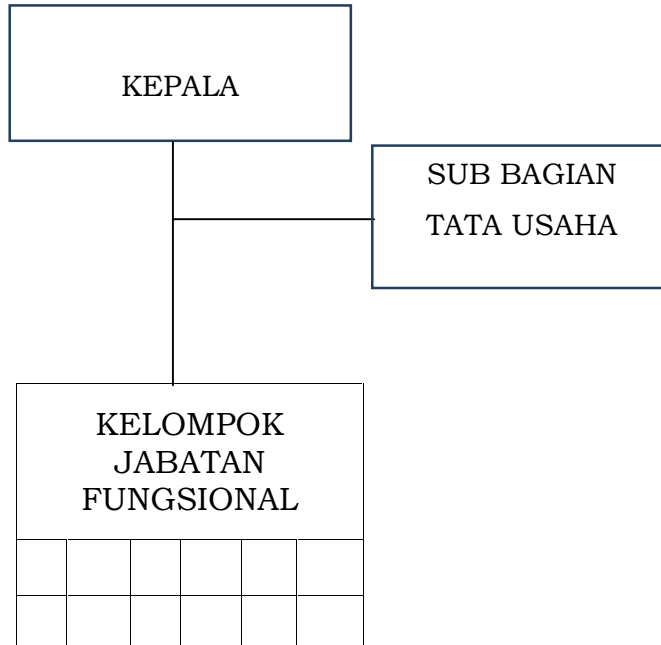 KEPALA
SUB BAGIAN
TATA USAHA
KELOMPOK
JABATAN
FUNGSIONAL